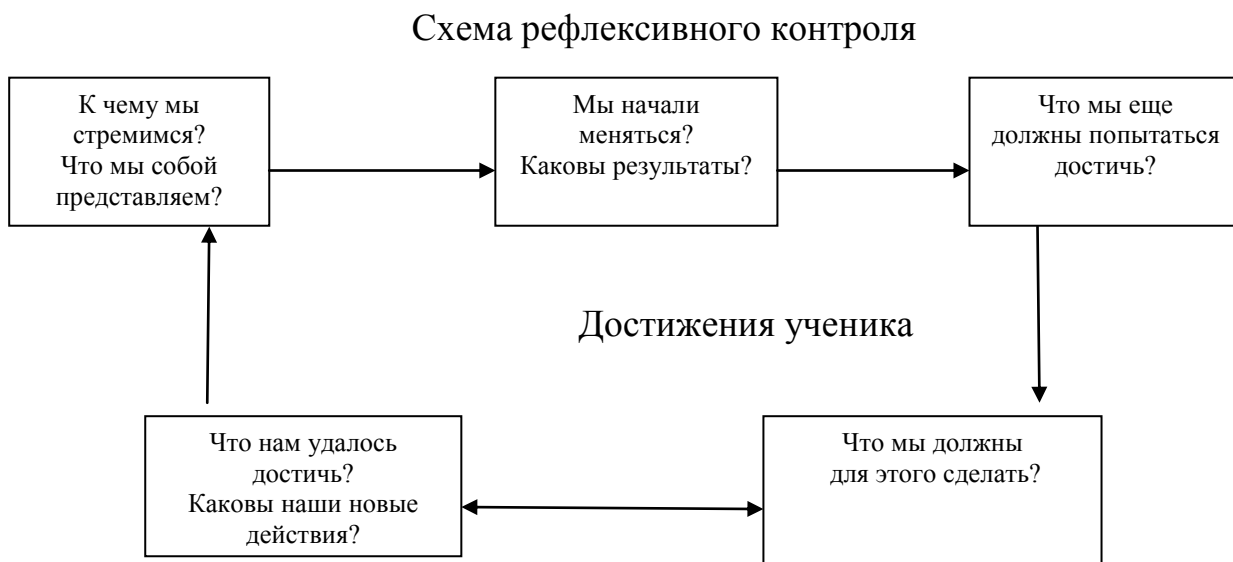 Схема рефлексивного контроля
К чему мы
стремимся?
Что мы собой
представляем?
Мы начали
меняться?
Каковы результаты?
Что мы еще
должны попытаться
достичь?
Достижения ученика
Что нам удалось
достичь?
Каковы наши новые
действия?
Что мы должны
для этого сделать?